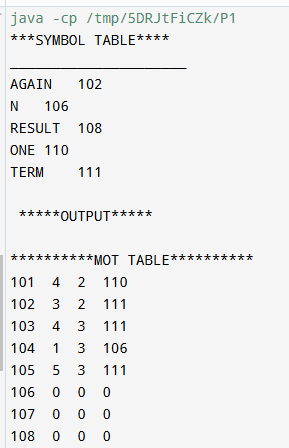 java -cp /tmp/5DRJtFiCZk/P1
***SYMBOL TABLE****
______________________
AGAIN   102
N   106
RESULT  108
ONE 110
TERM    111
*****OUTPUT*****
**********MOT TABLE**********
101  4  2  110
102  3  2  111
103  4  3  111
104  1  3  106
105  5  3  111
106  0  0  0
107  0  0  0
108  0  0  0